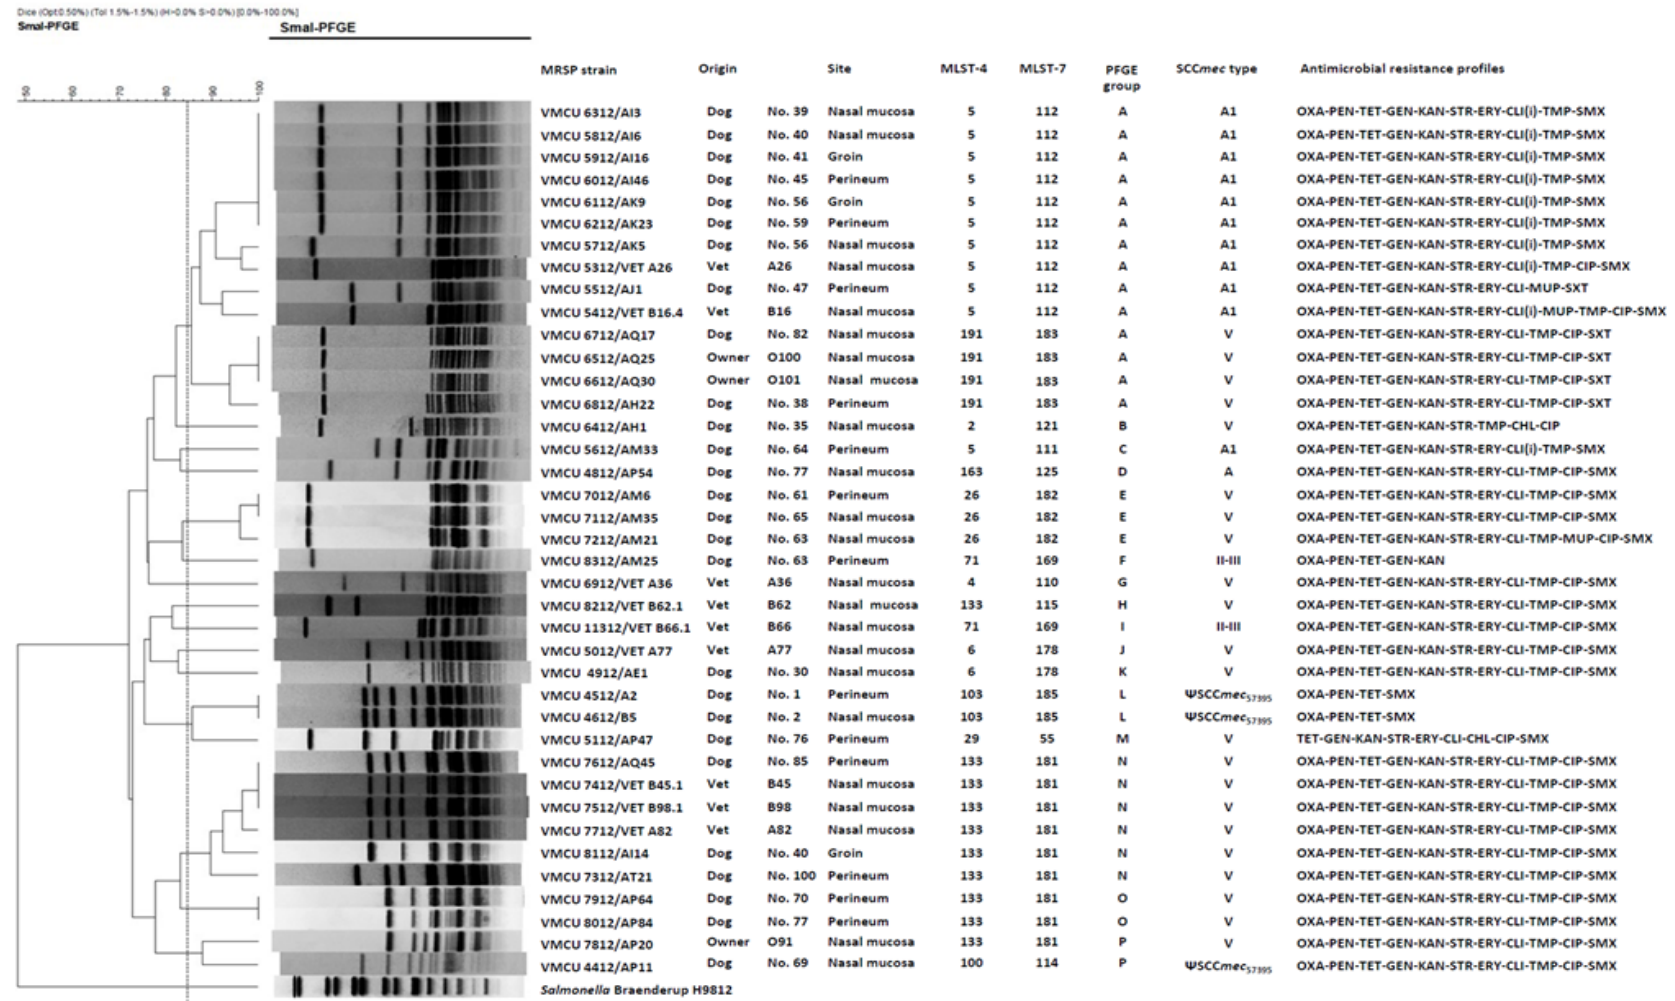 Dice (Opt:0.50%) (Tol 1.5%-1.5%) (H>0.0% S>0.0%) [0.0%-100.0%]
SmaI-PFGE SmaI-PFGE
50 60 70 80 90 100
MRSP strain Origin Site MLST-4 MLST-7 PFGE group SCCmec type Antimicrobial resistance profiles
VMCU 6312/AI3 Dog No. 39 Nasal mucosa 5 112 A A1 OXA-PEN-TET-GEN-KAN-STR-ERY-CLI(i)-TMP-SMX
VMCU 5812/AI6 Dog No. 40 Nasal mucosa 5 112 A A1 OXA-PEN-TET-GEN-KAN-STR-ERY-CLI(i)-TMP-SMX
VMCU 5912/AI16 Dog No. 41 Groin 5 112 A A1 OXA-PEN-TET-GEN-KAN-STR-ERY-CLI(i)-TMP-SMX
VMCU 6012/AI46 Dog No. 45 Perineum 5 112 A A1 OXA-PEN-TET-GEN-KAN-STR-ERY-CLI(i)-TMP-SMX
VMCU 6112/AK9 Dog No. 56 Groin 5 112 A A1 OXA-PEN-TET-GEN-KAN-STR-ERY-CLI(i)-TMP-SMX
VMCU 6212/AK23 Dog No. 59 Perineum 5 112 A A1 OXA-PEN-TET-GEN-KAN-STR-ERY-CLI(i)-TMP-SMX
VMCU 5712/AK5 Dog No. 56 Nasal mucosa 5 112 A A1 OXA-PEN-TET-GEN-KAN-STR-ERY-CLI(i)-TMP-SMX
VMCU 5312/VET A26 Vet A26 Nasal mucosa 5 112 A A1 OXA-PEN-TET-GEN-KAN-STR-ERY-CLI(i)-TMP-CIP-SMX
VMCU 5512/AJ1 Dog No. 47 Perineum 5 112 A A1 OXA-PEN-TET-GEN-KAN-STR-ERY-CLI-MUP-SXT
VMCU 5412/VET B16.4 Vet B16 Nasal mucosa 5 112 A A1 OXA-PEN-TET-GEN-KAN-STR-ERY-CLI(i)-MUP-TMP-CIP-SMX
VMCU 6712/AQ17 Dog No. 82 Nasal mucosa 191 183 A V OXA-PEN-TET-GEN-KAN-STR-ERY-CLI-TMP-CIP-SXT
VMCU 6512/AQ25 Owner O100 Nasal mucosa 191 183 A V OXA-PEN-TET-GEN-KAN-STR-ERY-CLI-TMP-CIP-SXT
VMCU 6612/AQ30 Owner O101 Nasal mucosa 191 183 A V OXA-PEN-TET-GEN-KAN-STR-ERY-CLI-TMP-CIP-SXT
VMCU 6812/AH22 Dog No. 38 Perineum 191 183 A V OXA-PEN-TET-GEN-KAN-STR-ERY-CLI-TMP-CIP-SXT
VMCU 6412/AH1 Dog No. 35 Nasal mucosa 2 121 B V OXA-PEN-TET-GEN-KAN-STR-TMP-CHL-CIP
VMCU 5612/AM33 Dog No. 64 Perineum 5 111 C A1 OXA-PEN-TET-GEN-KAN-STR-ERY-CLI(i)-TMP-SMX
VMCU 4812/AP54 Dog No. 77 Nasal mucosa 163 125 D A OXA-PEN-TET-GEN-KAN-STR-ERY-CLI-TMP-CIP-SMX
VMCU 7012/AM6 Dog No. 61 Perineum 26 182 E V OXA-PEN-TET-GEN-KAN-STR-ERY-CLI-TMP-CIP-SMX
VMCU 7112/AM35 Dog No. 65 Nasal mucosa 26 182 E V OXA-PEN-TET-GEN-KAN-STR-ERY-CLI-TMP-CIP-SMX
VMCU 7212/AM21 Dog No. 63 Nasal mucosa 26 182 E V OXA-PEN-TET-GEN-KAN-STR-ERY-CLI-TMP-MUP-CIP-SMX
VMCU 8312/AM25 Dog No. 63 Perineum 71 169 F II-III OXA-PEN-TET-GEN-KAN
VMCU 6912/VET A36 Vet A36 Nasal mucosa 4 110 G V OXA-PEN-TET-GEN-KAN-STR-ERY-CLI-TMP-CIP-SMX
VMCU 8212/VET B62.1 Vet B62 Nasal mucosa 133 115 H V OXA-PEN-TET-GEN-KAN-STR-ERY-CLI-TMP-CIP-SMX
VMCU 11312/VET B66.1 Vet B66 Nasal mucosa 71 169 I II-III OXA-PEN-TET-GEN-KAN-STR-ERY-CLI-TMP-CIP-SMX
VMCU 5012/VET A77 Vet A77 Nasal mucosa 6 178 J V OXA-PEN-TET-GEN-KAN-STR-ERY-CLI-TMP-CIP-SMX
VMCU 4912/AE1 Dog No. 30 Nasal mucosa 6 178 K V OXA-PEN-TET-GEN-KAN-STR-ERY-CLI-TMP-CIP-SMX
VMCU 4512/A2 Dog No. 1 Perineum 103 185 L ΨSCCmec57395 OXA-PEN-TET-SMX
VMCU 4612/B5 Dog No. 2 Nasal mucosa 103 185 L ΨSCCmec57395 OXA-PEN-TET-SMX
VMCU 5112/AP47 Dog No. 76 Perineum 29 55 M V TET-GEN-KAN-STR-ERY-CLI-CHL-CIP-SMX
VMCU 7612/AQ45 Dog No. 85 Perineum 133 181 N V OXA-PEN-TET-GEN-KAN-STR-ERY-CLI-TMP-CIP-SMX
VMCU 7412/VET B45.1 Vet B45 Nasal mucosa 133 181 N V OXA-PEN-TET-GEN-KAN-STR-ERY-CLI-TMP-CIP-SMX
VMCU 7512/VET B98.1 Vet B98 Nasal mucosa 133 181 N V OXA-PEN-TET-GEN-KAN-STR-ERY-CLI-TMP-CIP-SMX
VMCU 7712/VET A82 Vet A82 Nasal mucosa 133 181 N V OXA-PEN-TET-GEN-KAN-STR-ERY-CLI-TMP-CIP-SMX
VMCU 8112/AI14 Dog No. 40 Groin 133 181 N V OXA-PEN-TET-GEN-KAN-STR-ERY-CLI-TMP-CIP-SMX
VMCU 7312/AT21 Dog No. 100 Perineum 133 181 N V OXA-PEN-TET-GEN-KAN-STR-ERY-CLI-TMP-CIP-SMX
VMCU 7912/AP64 Dog No. 70 Perineum 133 181 O V OXA-PEN-TET-GEN-KAN-STR-ERY-CLI-TMP-CIP-SMX
VMCU 8012/AP84 Dog No. 77 Perineum 133 181 O V OXA-PEN-TET-GEN-KAN-STR-ERY-CLI-TMP-CIP-SMX
VMCU 7812/AP20 Owner O91 Nasal mucosa 133 181 P V OXA-PEN-TET-GEN-KAN-STR-ERY-CLI-TMP-CIP-SMX
VMCU 4412/AP11 Dog No. 69 Nasal mucosa 100 114 P ΨSCCmec57395 OXA-PEN-TET-GEN-KAN-STR-ERY-CLI-TMP-CIP-SMX
Salmonella Braenderup H9812